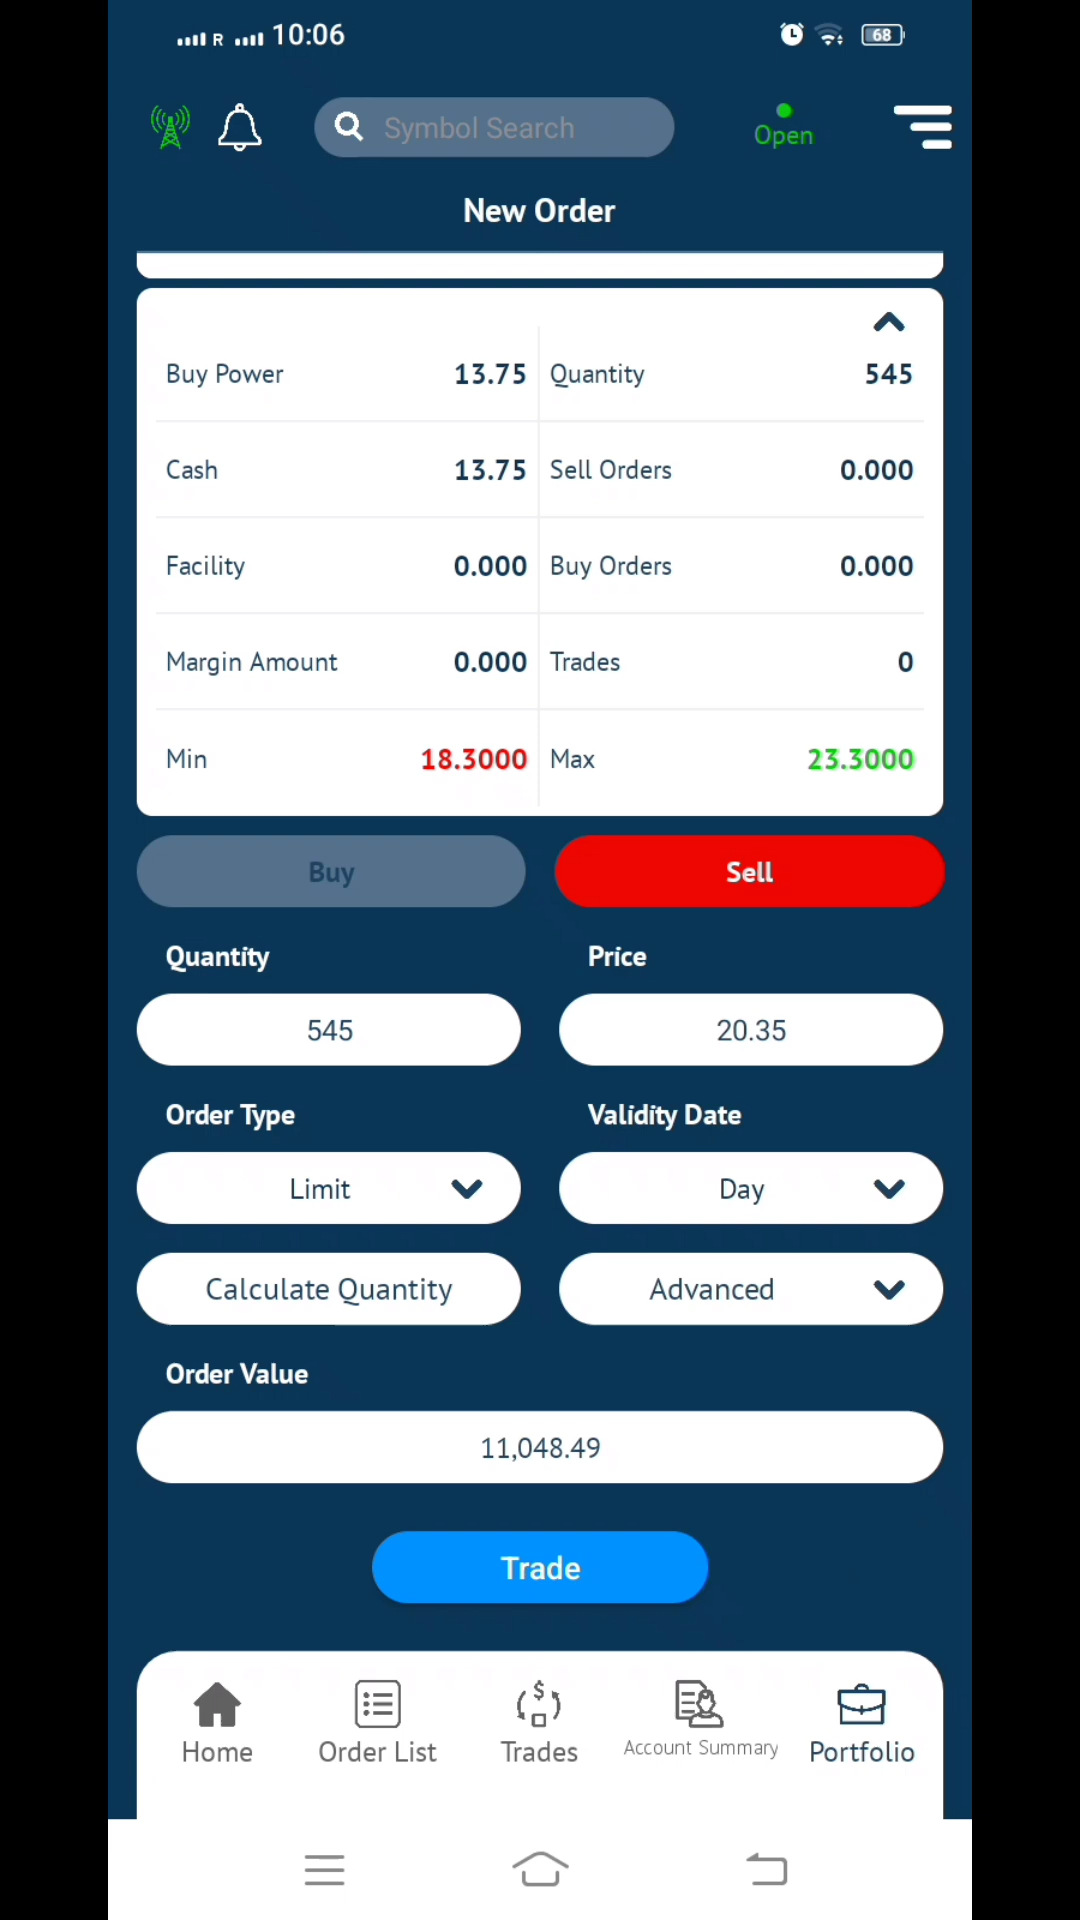 R 10:06 68
Symbol Search
Open
New Order
Buy Power 13.75 Quantity 545
Cash 13.75 Sell Orders 0.000
Facility 0.000 Buy Orders 0.000
Margin Amount 0.000 Trades 0
Min 18.3000 Max 23.3000
Buy Sell
Quantity Price
545 20.35
Order Type Validity Date
Limit Day
Calculate Quantity Advanced
Order Value
11,048.49
Trade
Home Order List Trades Account Summary Portfolio